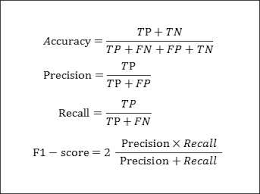 Accuracy = (TP + TN) / (TP + FN + FP + TN)
Precision = TP / (TP + FP)
Recall = TP / (TP + FN)
F1 − score = 2 (Precision × Recall) / (Precision + Recall)